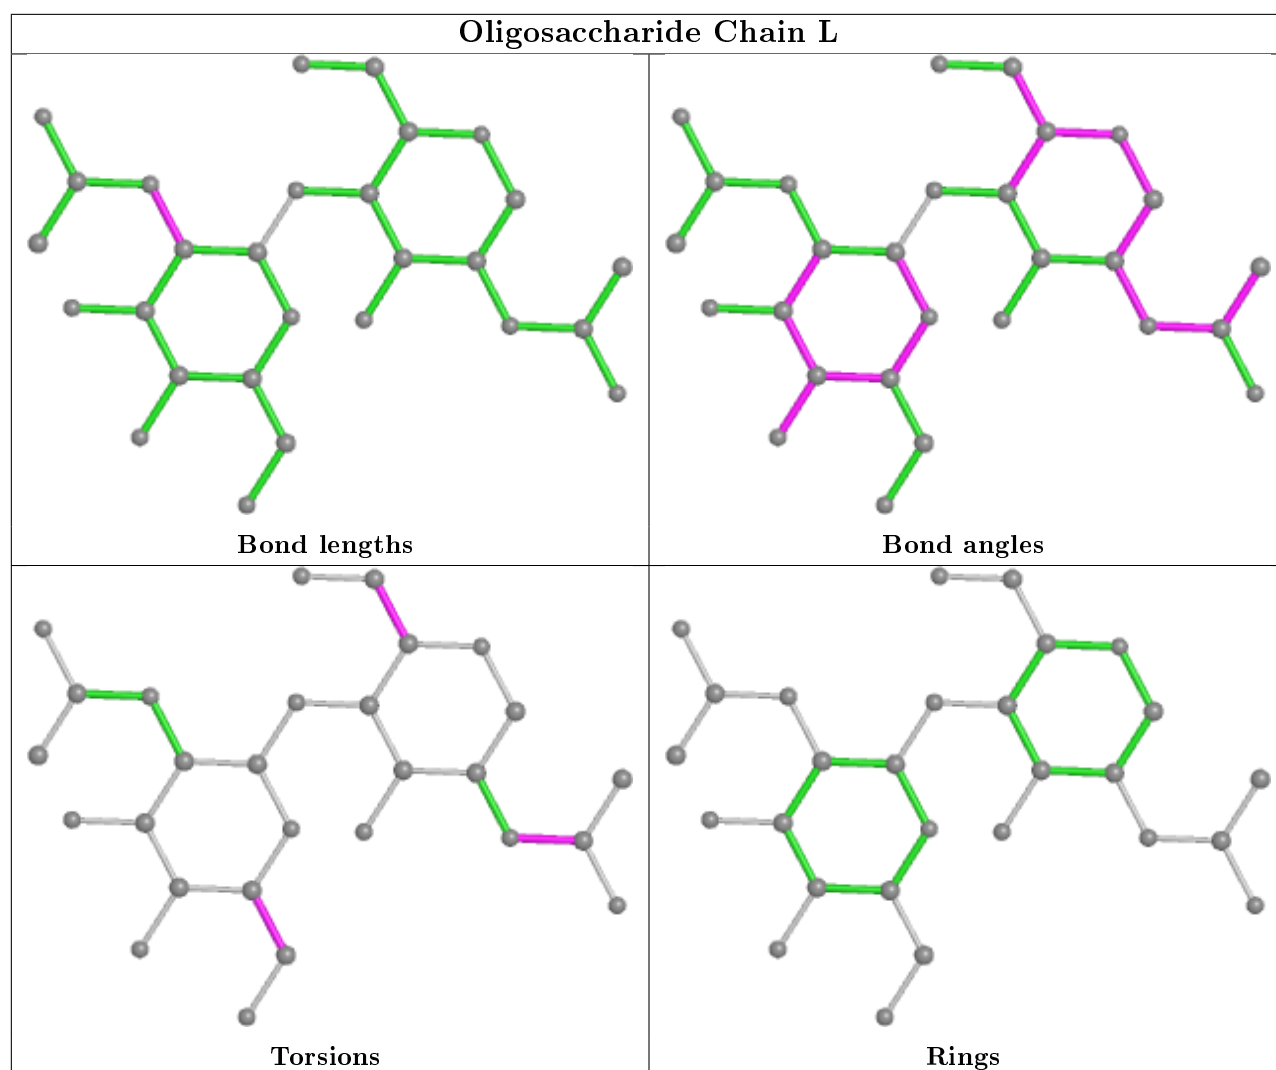 Oligosaccharide Chain L
Bond lengths
Bond angles
Torsions
Rings